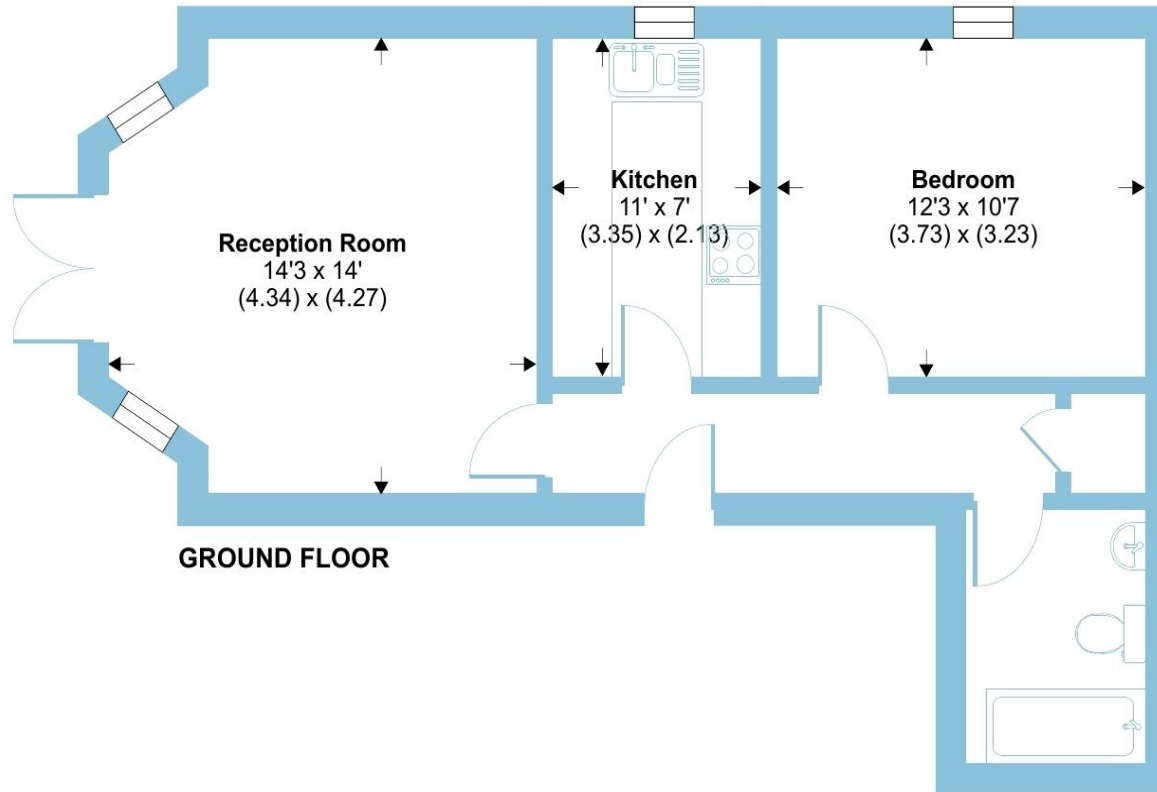 Reception Room
14'3 x 14'
(4.34) x (4.27)
Kitchen
11' x 7'
(3.35) x (2.13)
Bedroom
12'3 x 10'7
(3.73) x (3.23)
GROUND FLOOR